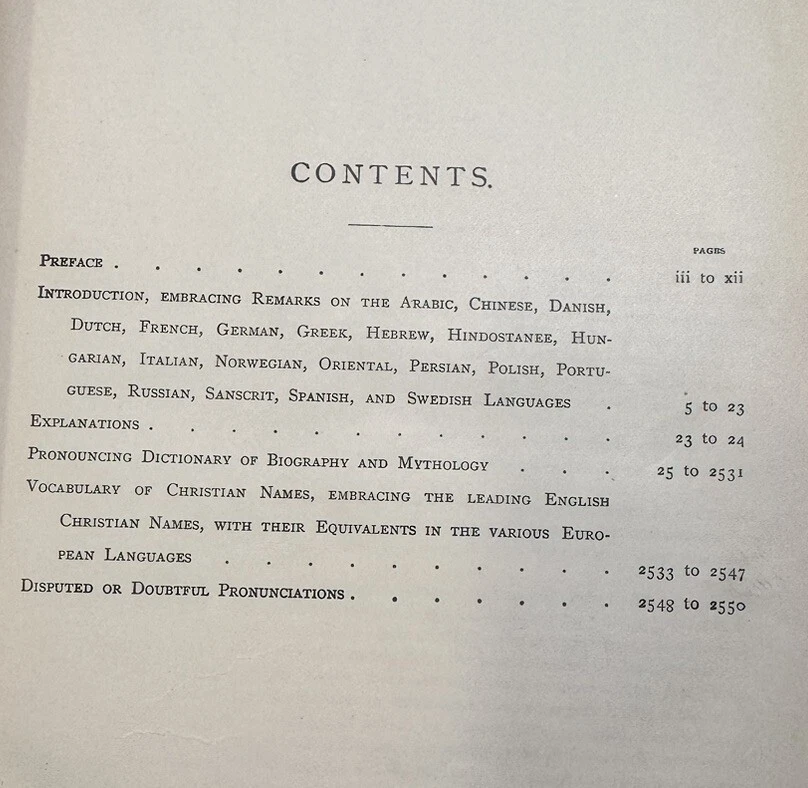 CONTENTS.
PAGES
PREFACE . . . . . . . . . . . . . iii to xii
INTRODUCTION, EMBRACING REMARKS ON THE ARABIC, CHINESE, DANISH,
DUTCH, FRENCH, GERMAN, GREEK, HEBREW, HINDOSTANEE, HUN-
GARIAN, ITALIAN, NORWEGIAN, ORIENTAL, PERSIAN, POLISH, PORTU-
GUESE, RUSSIAN, SANSCRIT, SPANISH, AND SWEDISH LANGUAGES . 5 to 23
EXPLANATIONS . . . . . . . . . . . . 23 to 24
PRONOUNCING DICTIONARY OF BIOGRAPHY AND MYTHOLOGY . . . 25 to 2531
VOCABULARY OF CHRISTIAN NAMES, EMBRACING THE LEADING ENGLISH
CHRISTIAN NAMES, WITH THEIR EQUIVALENTS IN THE VARIOUS EURO-
PEAN LANGUAGES . . . . . . . . . . 2533 to 2547
DISPUTED OR DOUBTFUL PRONUNCIATIONS . . . . . . . 2548 to 2550